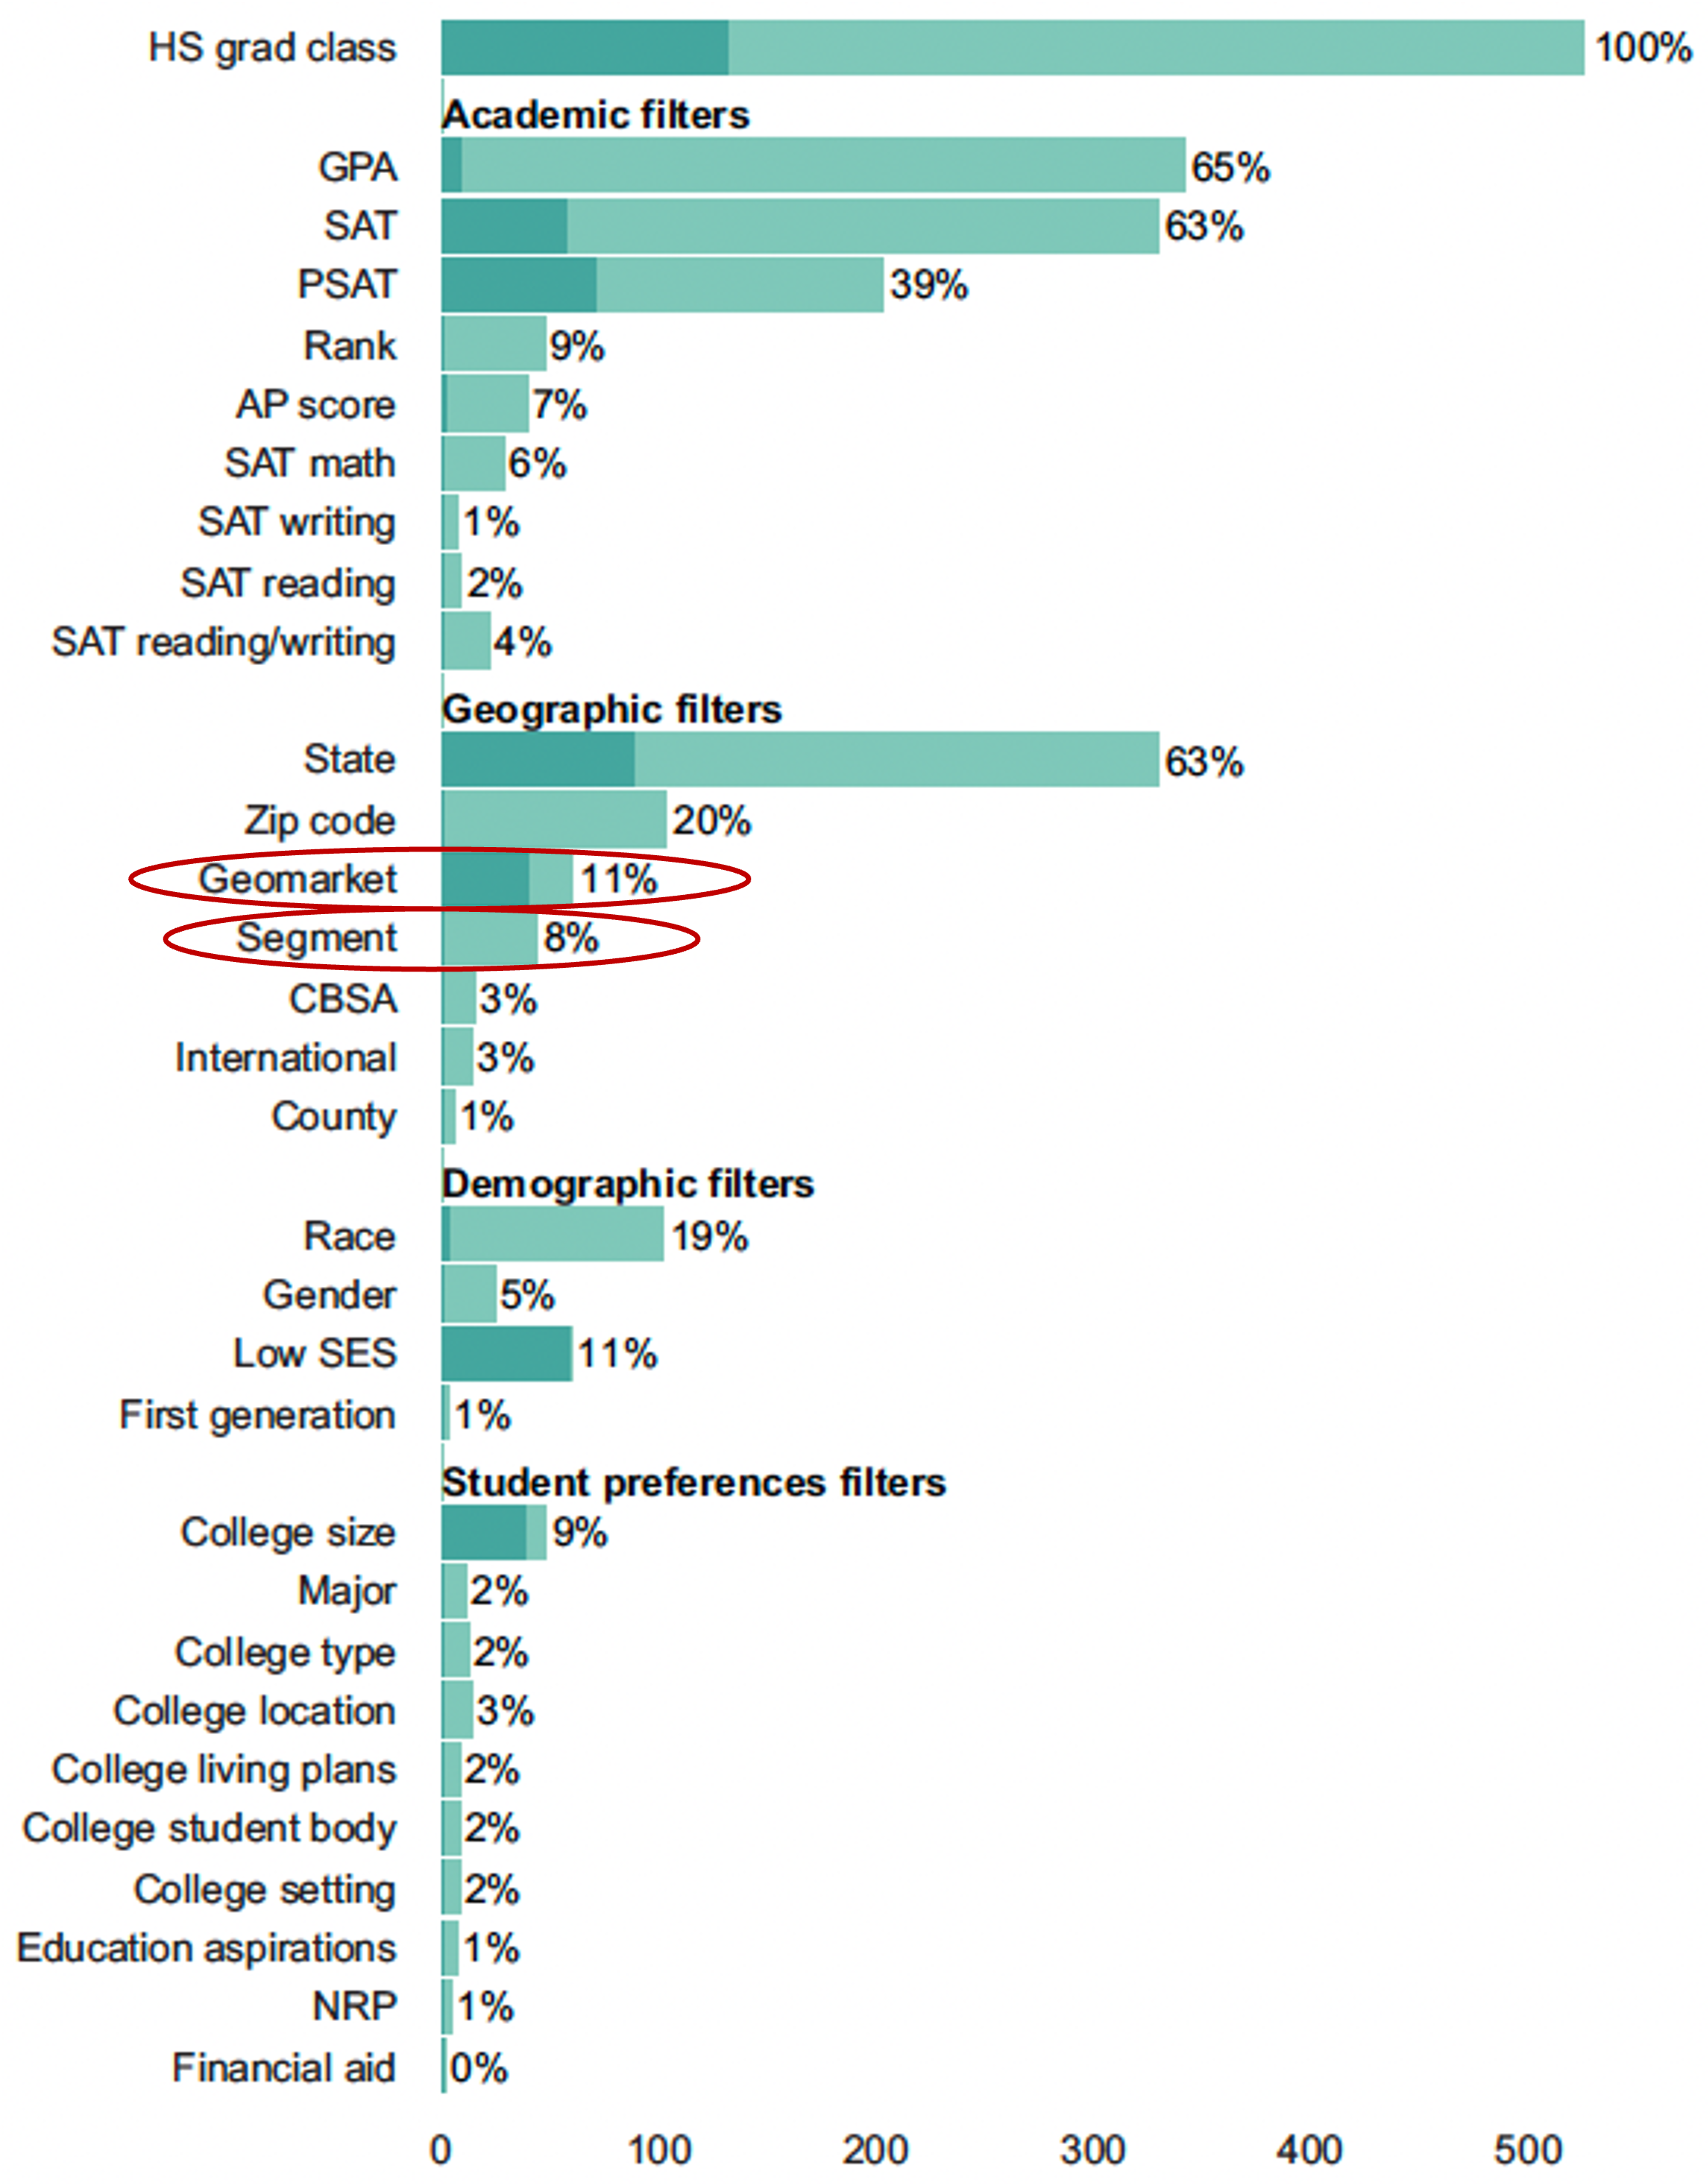 HS grad class 100%
Academic filters
GPA 65%
SAT 63%
PSAT 39%
Rank 9%
AP score 7%
SAT math 6%
SAT writing 1%
SAT reading 2%
SAT reading/writing 4%
Geographic filters
State 63%
Zip code 20%
Geomarket 11%
Segment 8%
CBSA 3%
International 3%
County 1%
Demographic filters
Race 19%
Gender 5%
Low SES 11%
First generation 1%
Student preferences filters
College size 9%
Major 2%
College type 2%
College location 3%
College living plans 2%
College student body 2%
College setting 2%
Education aspirations 1%
NRP 1%
Financial aid 0%
0 100 200 300 400 500